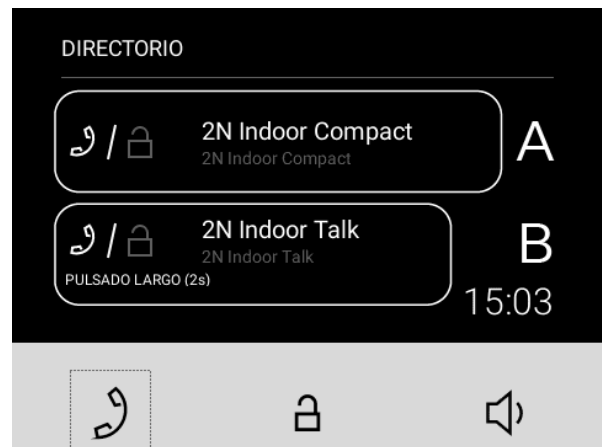 DIRECTORIO
2N Indoor Compact
2N Indoor Compact
A
2N Indoor Talk
2N Indoor Talk
B
PULSADO LARGO (2s)
15:03